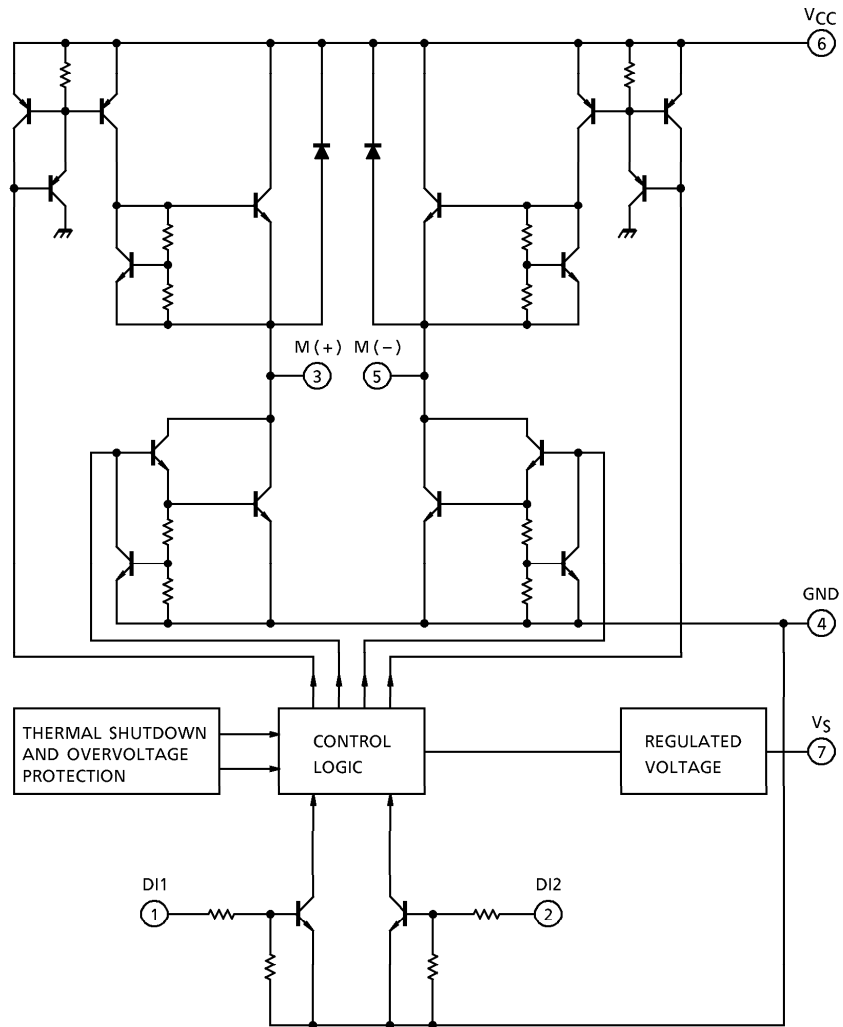 VCC
6
M(+) M(−)
3 5
GND
4
THERMAL SHUTDOWN
AND OVERVOLTAGE
PROTECTION
CONTROL
LOGIC
REGULATED
VOLTAGE
VS
7
DI1
1
DI2
2